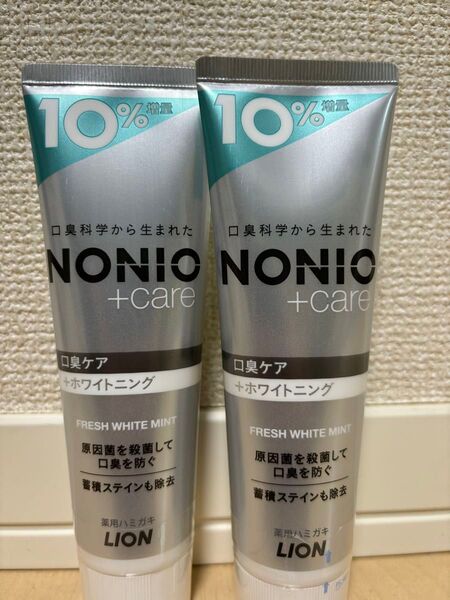 10%増量
口臭科学から生まれた
NONIO
+care
口臭ケア
+ホワイトニング
FRESH WHITE MINT
原因菌を殺菌して
口臭を防ぐ
蓄積ステインも除去
薬用ハミガキ
LION
10%増量
口臭科学から生まれた
NONIO
+care
口臭ケア
+ホワイトニング
FRESH WHITE MINT
原因菌を殺菌して
口臭を防ぐ
蓄積ステインも除去
薬用ハミガキ
LION